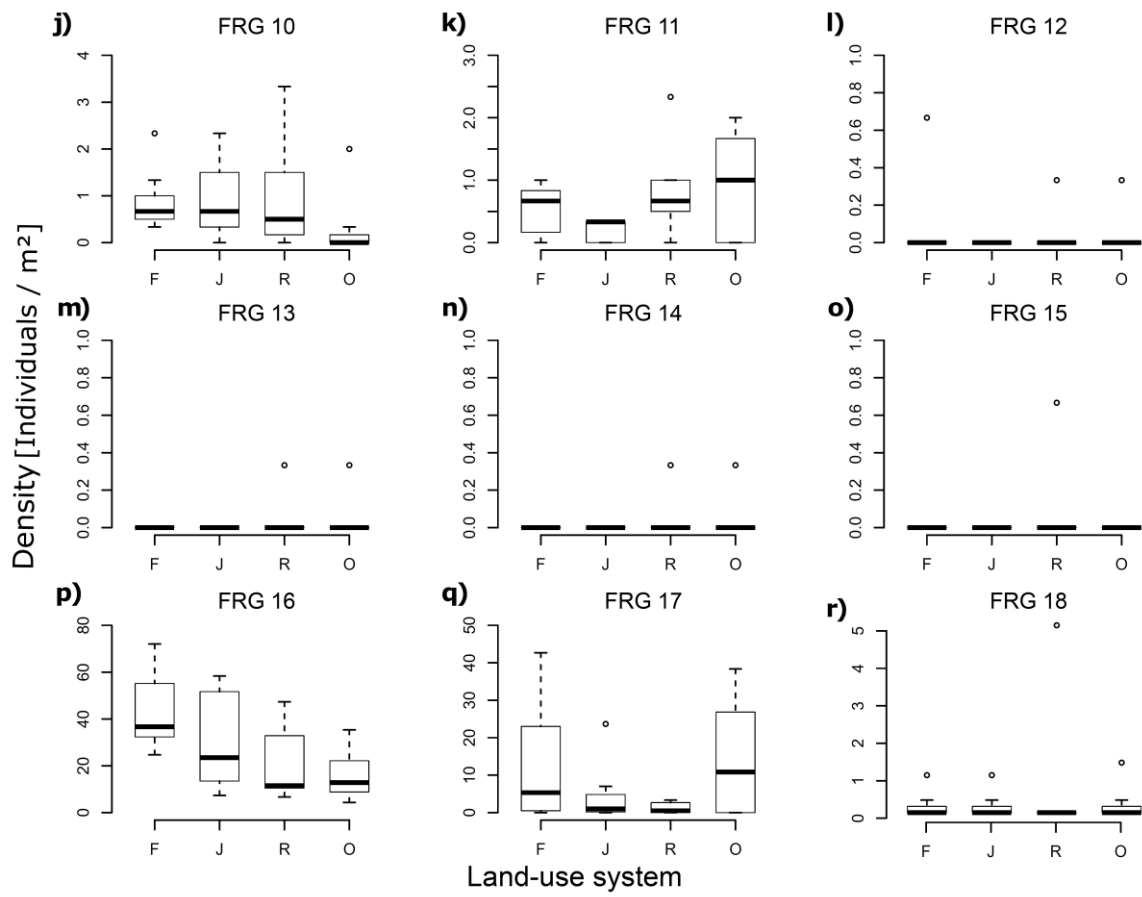 j) FRG 10
4
3
2
1
0
F J R O
k) FRG 11
3.0
2.0
1.0
0.0
F J R O
l) FRG 12
1.0
0.8
0.6
0.4
0.2
0.0
F J R O
m) FRG 13
1.0
0.8
0.6
0.4
0.2
0.0
F J R O
n) FRG 14
1.0
0.8
0.6
0.4
0.2
0.0
F J R O
o) FRG 15
1.0
0.8
0.6
0.4
0.2
0.0
F J R O
p) FRG 16
80
60
40
20
0
F J R O
q) FRG 17
50
40
30
20
10
0
F J R O
r) FRG 18
5
4
3
2
1
0
F J R O
Density [Individuals / m²]
Land-use system